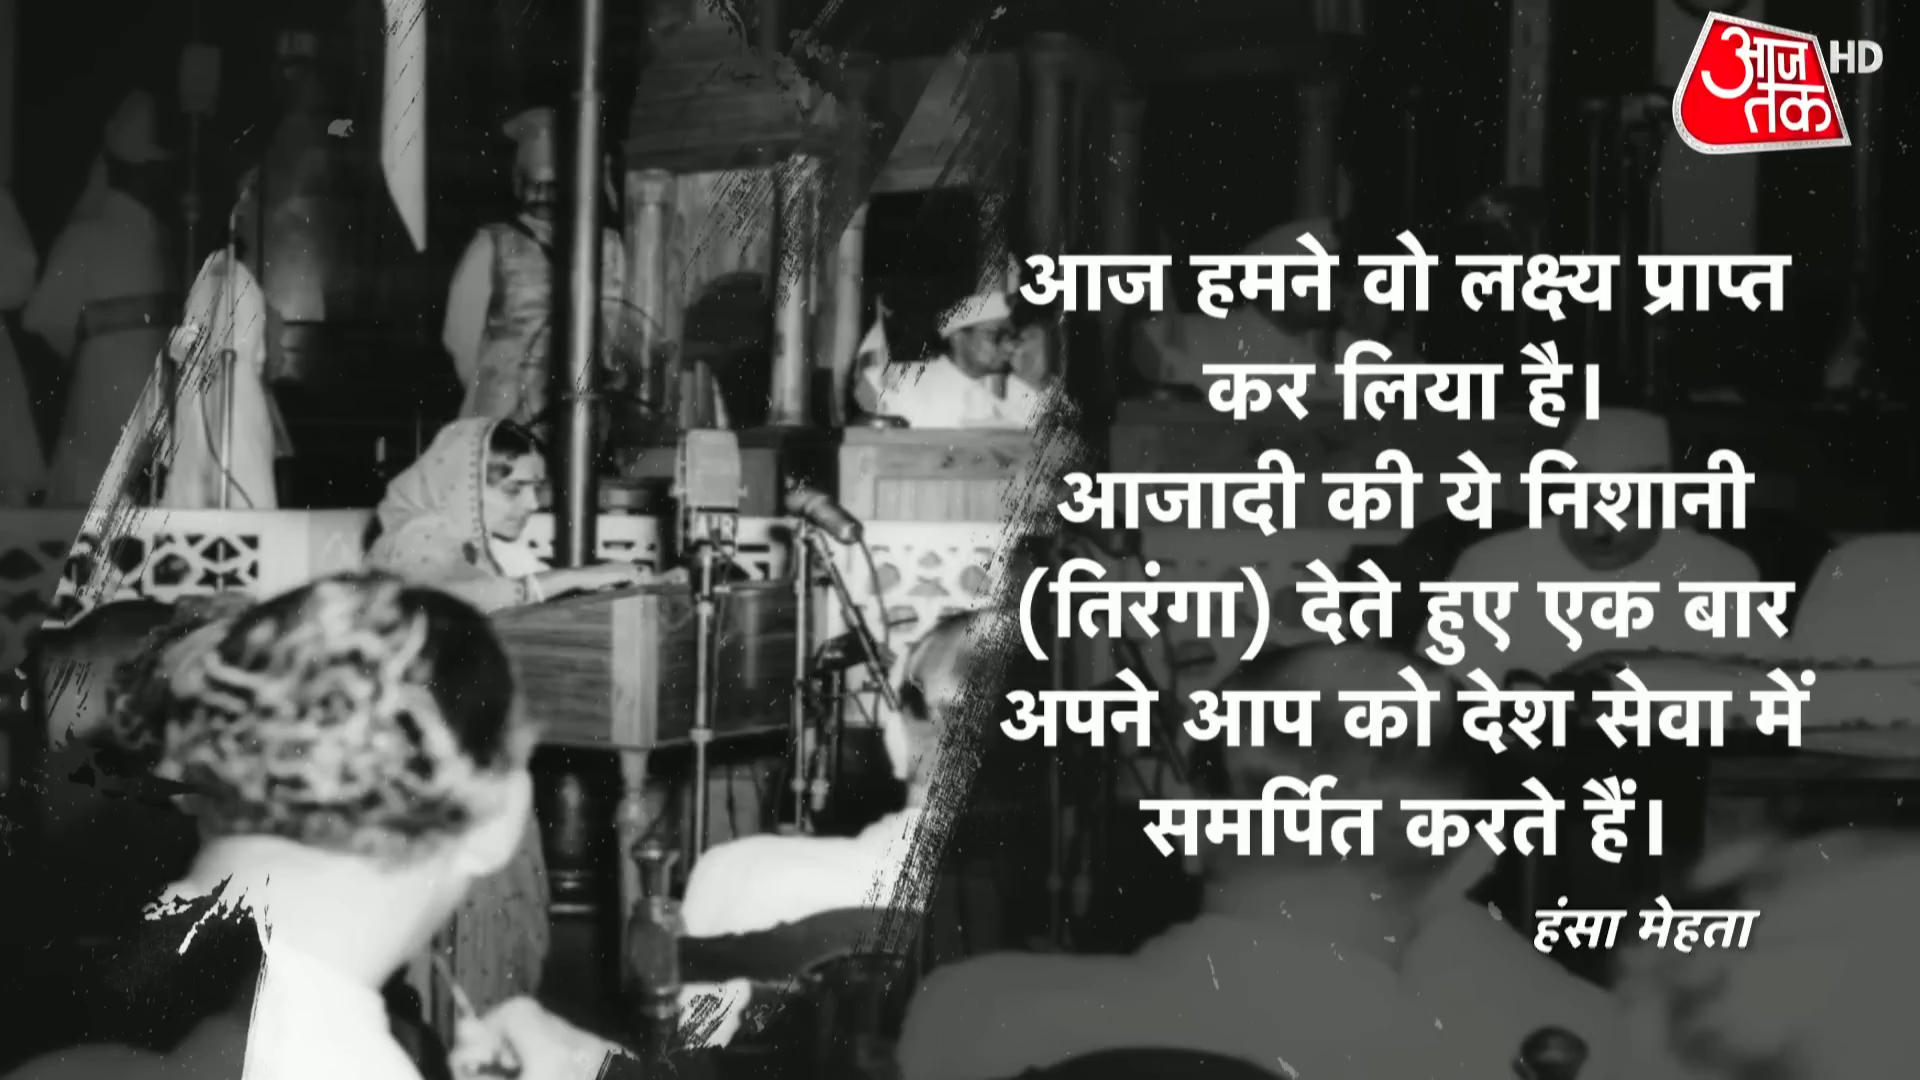 आज तक HD
आज हमने वो लक्ष्य प्राप्त
कर लिया है।
आजादी की ये निशानी
(तिरंगा) देते हुए एक बार
अपने आप को देश सेवा में
समर्पित करते हैं।
हंसा मेहता